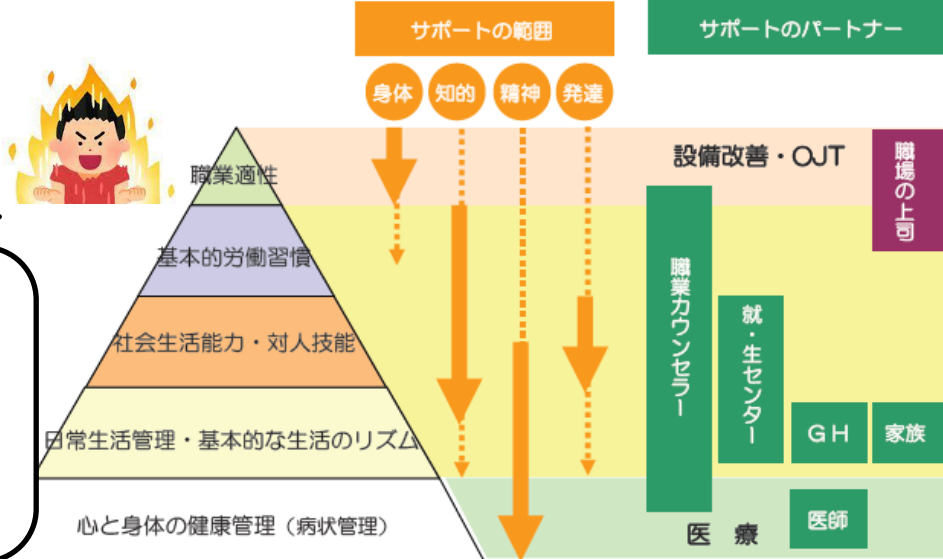 サポートの範囲
サポートのパートナー
身体
知的
精神
発達
設備改善・OJT
職場の上司
職業適性
基本的労働習慣
社会生活能力・対人技能
日常生活管理・基本的な生活のリズム
心と身体の健康管理（病状管理）
職業カウンセラー
就・生センター
GH
家族
医師
医療